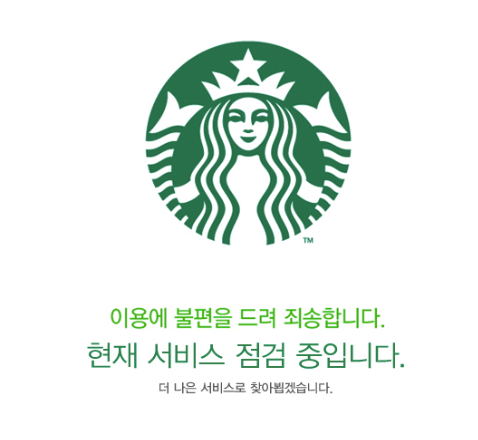 TM
이용에 불편을 드려 죄송합니다.
현재 서비스 점검 중입니다.
더 나은 서비스로 찾아뵙겠습니다.